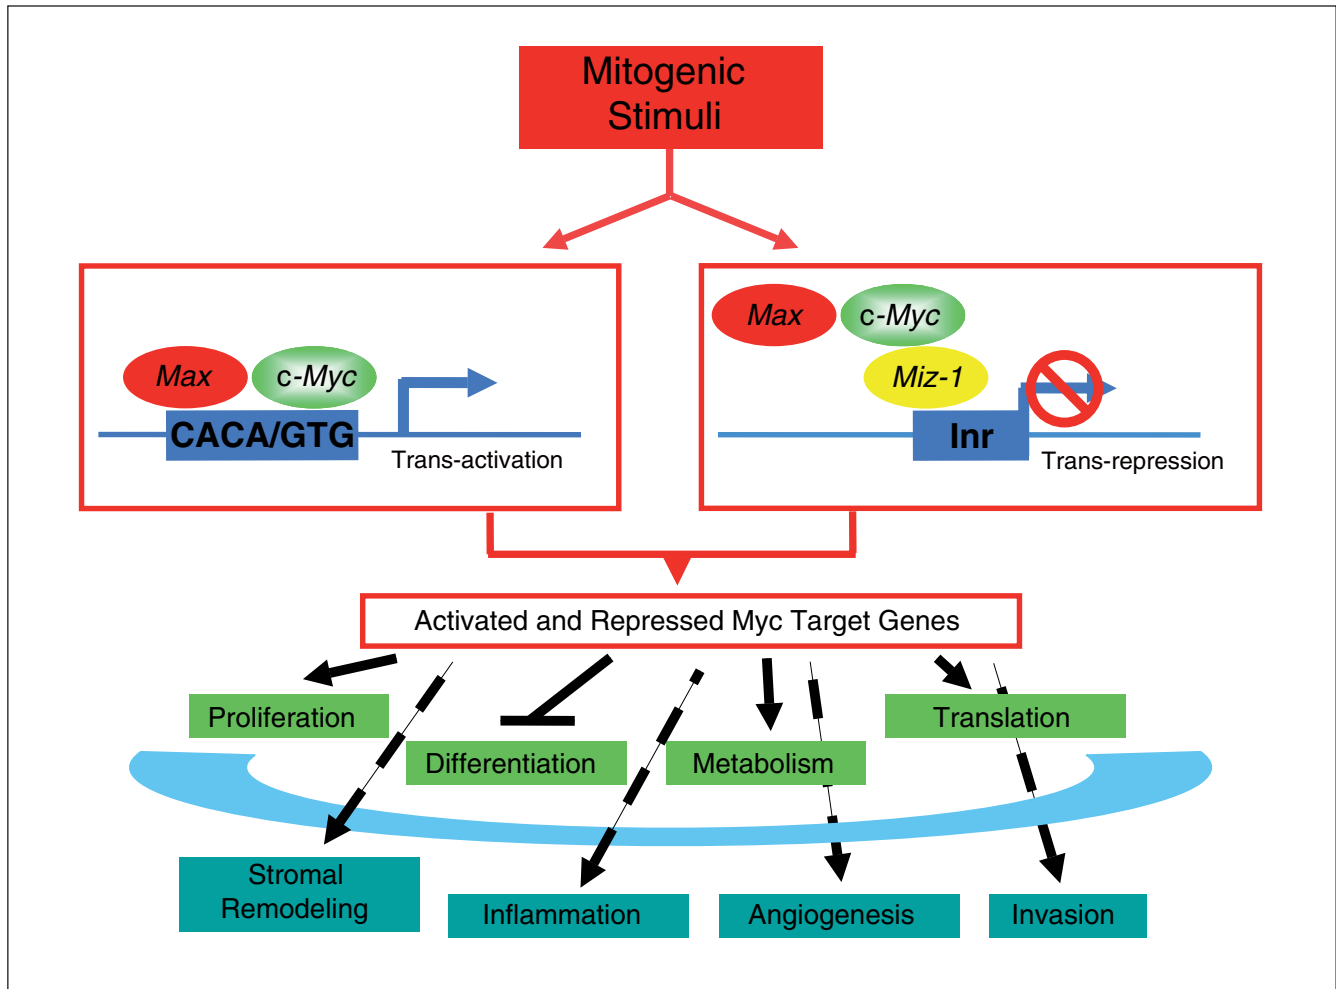 Mitogenic
Stimuli
Max
c-Myc
CACA/GTG
Trans-activation
Max
c-Myc
Miz-1
Inr
Trans-repression
Activated and Repressed Myc Target Genes
Proliferation
Differentiation
Metabolism
Translation
Stromal
Remodeling
Inflammation
Angiogenesis
Invasion